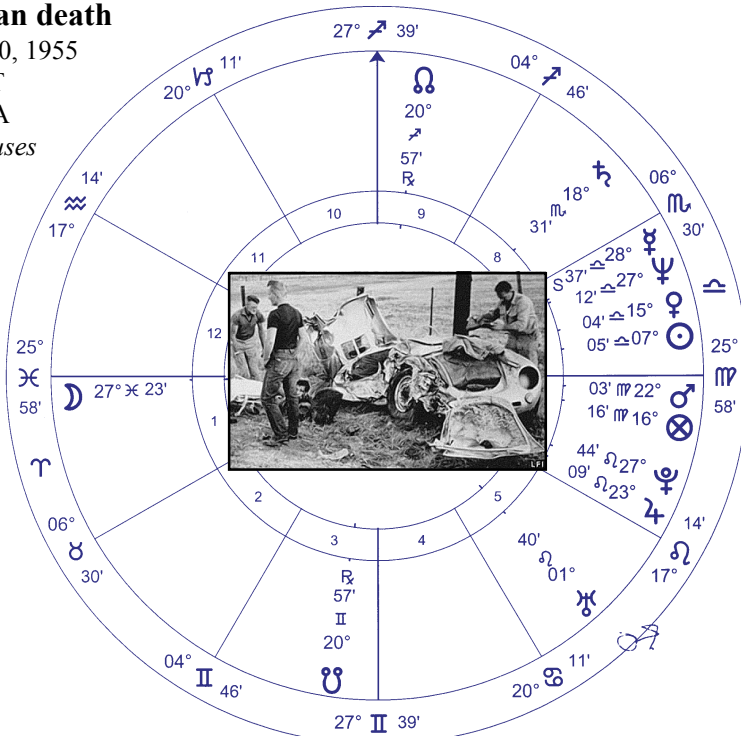 an death
0, 1955
A
uses
27° ♐ 39'
20° ♑ 11'
04° ♐ 46'
☊
20°
♐
57'
℞
14'
♒
17°
♄
18°
♏
31'
06°
♏
30'
10
9
11
8
☿ 28° ♎ 37' S
♆ 27° ♎ 12'
♀ 15° ♎ 04'
☉ 07° ♎ 05'
♎
12
25°
♓
58'
☽ 27° ♓ 23'
25°
♍
58'
03' ♍ 22° ♂
16' ♍ 16° ⊗
1
♈
44' ♌ 27° ♇
09' ♌ 23° ♃
LFI
2
5
3
4
06°
♉
30'
14'
♌
17°
℞
57'
♊
20°
☋
40'
♌
01°
♅
04° ♊ 46'
20° ♋ 11'
27° ♊ 39'